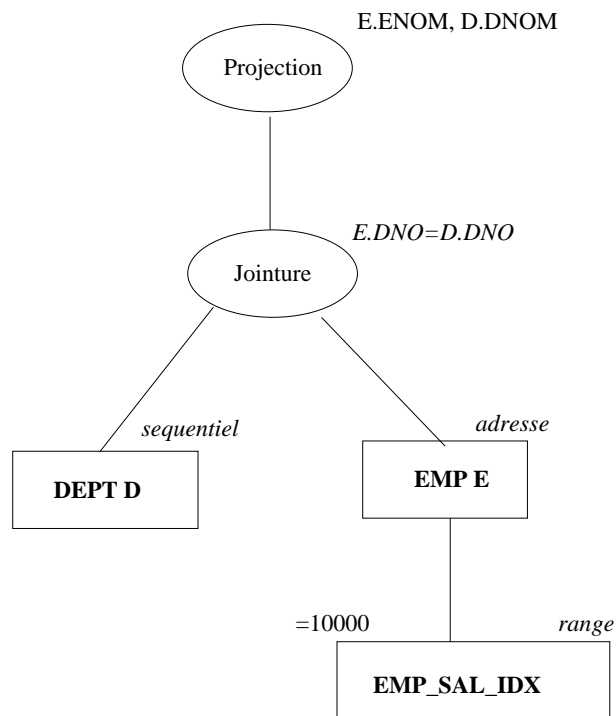 E.ENOM, D.DNOM
Projection
E.DNO=D.DNO
Jointure
sequentiel
adresse
DEPT D
EMP E
=10000
range
EMP_SAL_IDX